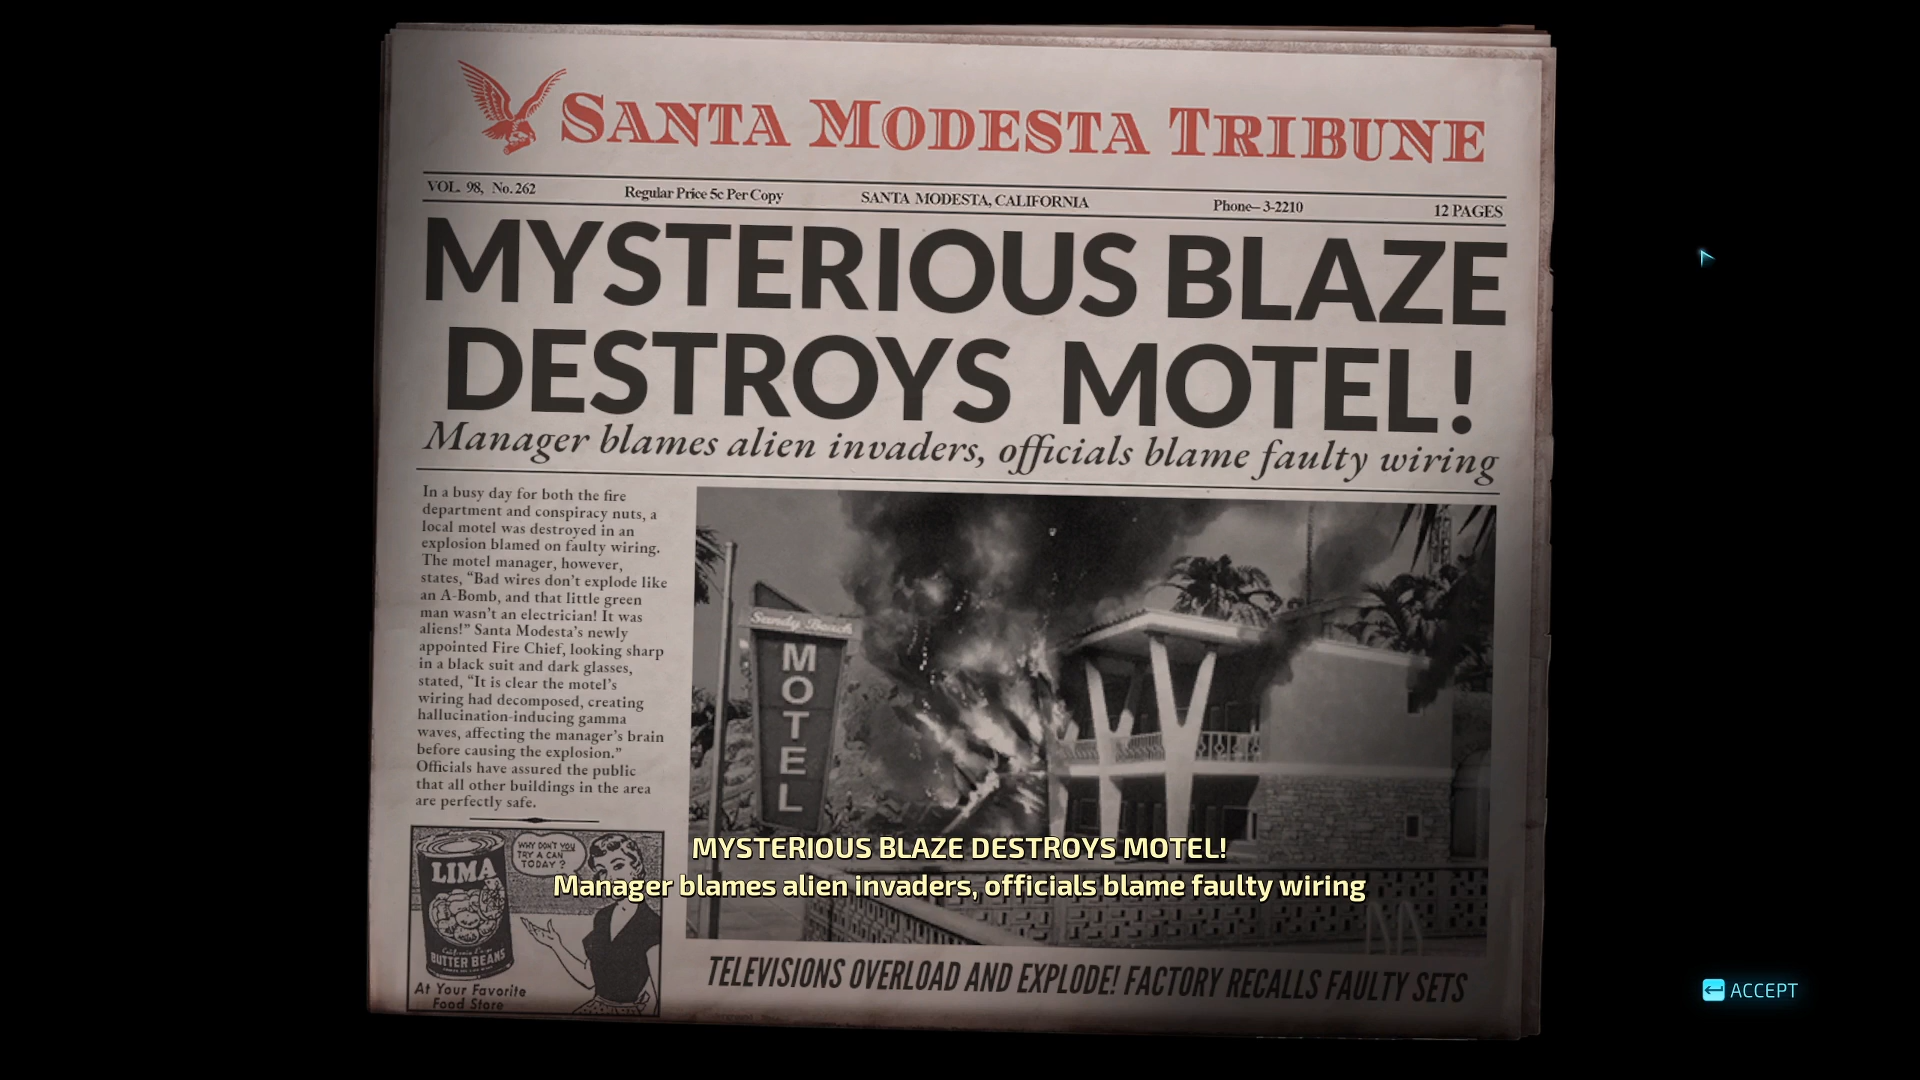 SANTA MODESTA TRIBUNE
VOL. 98, No. 262
Regular Price 5c Per Copy
SANTA MODESTA, CALIFORNIA
Phone– 3-2210
12 PAGES
MYSTERIOUS BLAZE
DESTROYS MOTEL!
Manager blames alien invaders, officials blame faulty wiring
In a busy day for both the fire
department and conspiracy nuts, a
local motel was destroyed in an
explosion blamed on faulty wiring.
The motel manager, however,
states, “Bad wires don’t explode like
an A-Bomb, and that little green
man wasn’t an electrician! It was
aliens!” Santa Modesta’s newly
appointed Fire Chief, looking sharp
in a black suit and dark glasses,
stated, “It is clear the motel’s
wiring had decomposed, creating
hallucination-inducing gamma
waves, affecting the manager’s brain
before causing the explosion.”
Officials have assured the public
that all other buildings in the area
are perfectly safe.
Sandy Beach
MOTEL
WHY DON'T YOU
TRY A CAN
TODAY?
LIMA
BUTTER BEANS
At Your Favorite
Food Store
MYSTERIOUS BLAZE DESTROYS MOTEL!
Manager blames alien invaders, officials blame faulty wiring
TELEVISIONS OVERLOAD AND EXPLODE! FACTORY RECALLS FAULTY SETS
ACCEPT